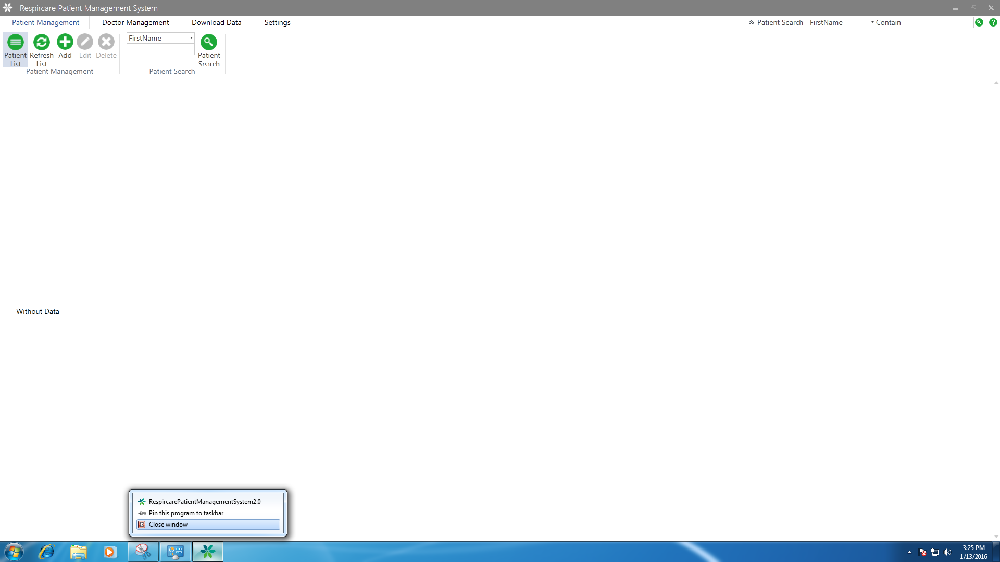 Respircare Patient Management System
Patient Management
Doctor Management
Download Data
Settings
Patient Search
FirstName
Contain
Patient
List
Refresh
List
Add
Edit
Delete
Patient Management
FirstName
Patient
Search
Patient Search
Without Data
RespircarePatientManagementSystem2.0
Pin this program to taskbar
Close window
3:25 PM
1/13/2016